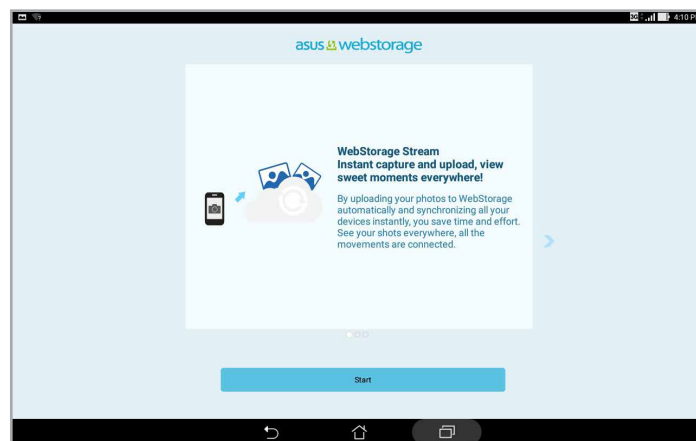 3G 4:10 P
asus webstorage
WebStorage Stream
Instant capture and upload, view
sweet moments everywhere!
By uploading your photos to WebStorage
automatically and synchronizing all your
devices instantly, you save time and effort.
See your shots everywhere, all the
movements are connected.
Start